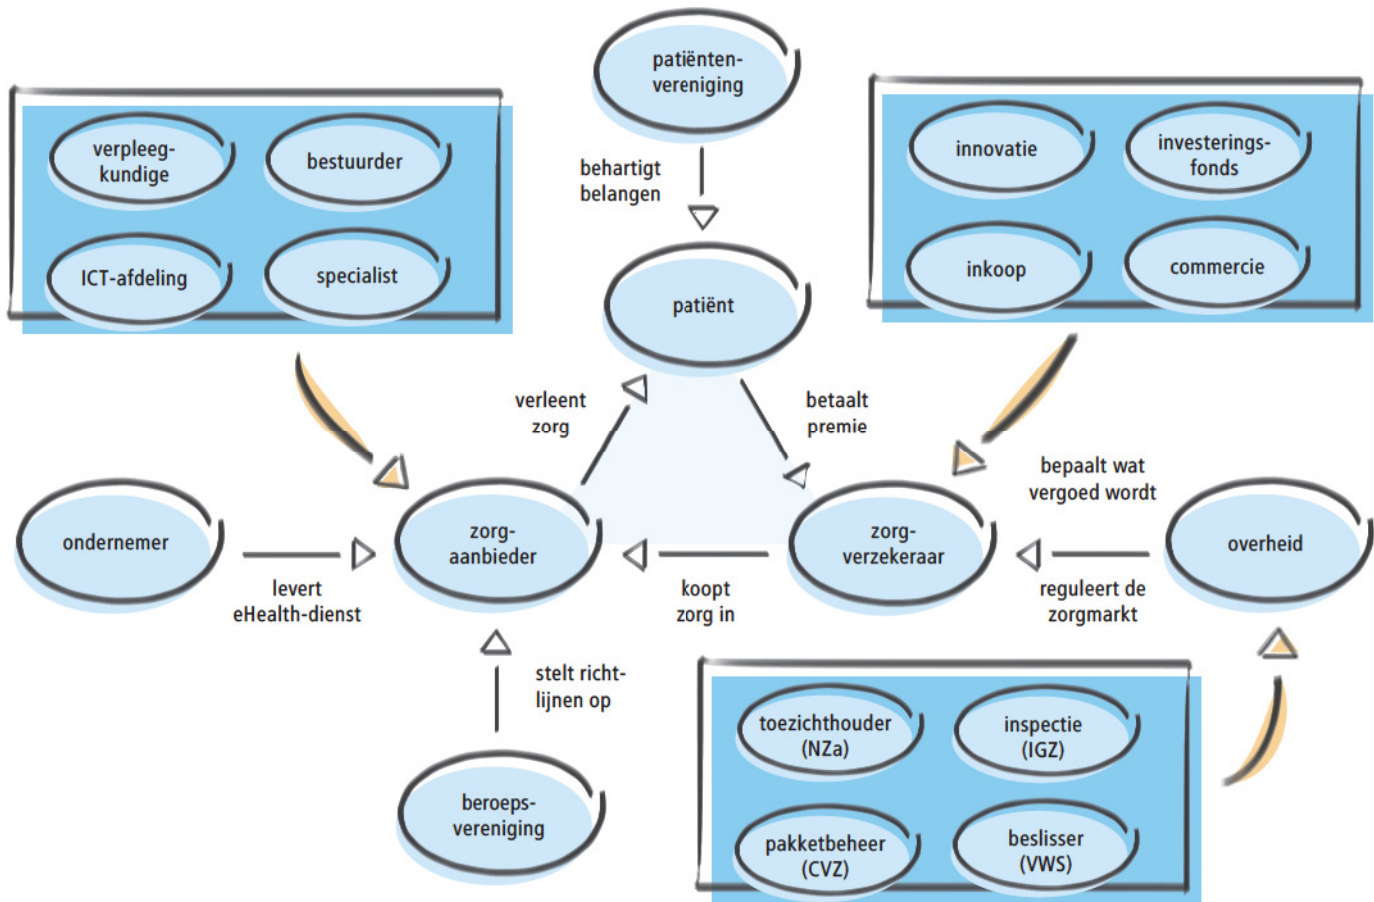 patiënten-
vereniging
verpleeg-
kundige
bestuurder
ICT-afdeling
specialist
behartigt
belangen
innovatie
investerings-
fonds
inkoop
commercie
patiënt
verleent
zorg
betaalt
premie
bepaalt wat
vergoed wordt
ondernemer
zorg-
aanbieder
zorg-
verzekeraar
overheid
levert
eHealth-dienst
koopt
zorg in
reguleert de
zorgmarkt
stelt richt-
lijnen op
beroeps-
vereniging
toezichthouder
(NZa)
inspectie
(IGZ)
pakketbeheer
(CVZ)
beslisser
(VWS)